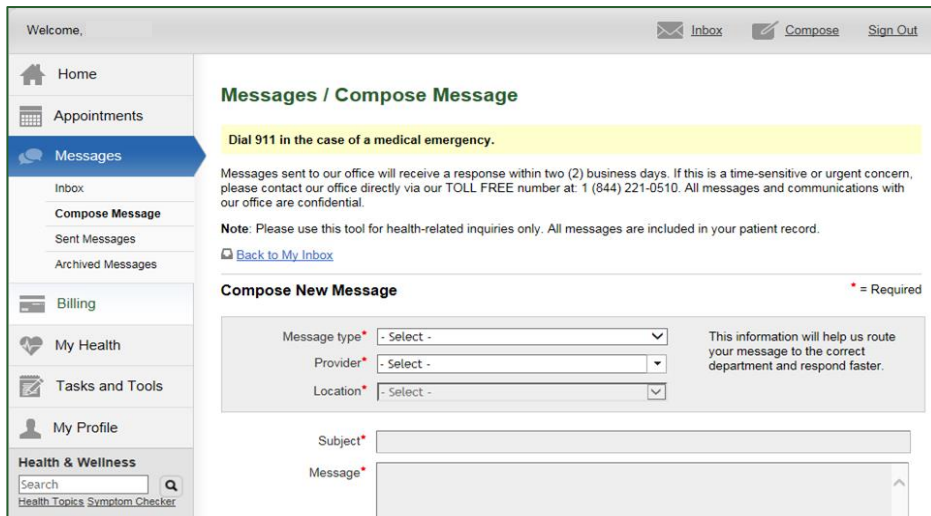 Welcome,
Inbox
Compose
Sign Out
Home
Appointments
Messages
Inbox
Compose Message
Sent Messages
Archived Messages
Billing
My Health
Tasks and Tools
My Profile
Health & Wellness
Search
Health Topics Symptom Checker
Messages / Compose Message
Dial 911 in the case of a medical emergency.
Messages sent to our office will receive a response within two (2) business days. If this is a time-sensitive or urgent concern,
please contact our office directly via our TOLL FREE number at: 1 (844) 221-0510. All messages and communications with
our office are confidential.
Note: Please use this tool for health-related inquiries only. All messages are included in your patient record.
Back to My Inbox
Compose New Message
* = Required
Message type* - Select -
Provider* - Select -
Location* - Select -
This information will help us route
your message to the correct
department and respond faster.
Subject*
Message*